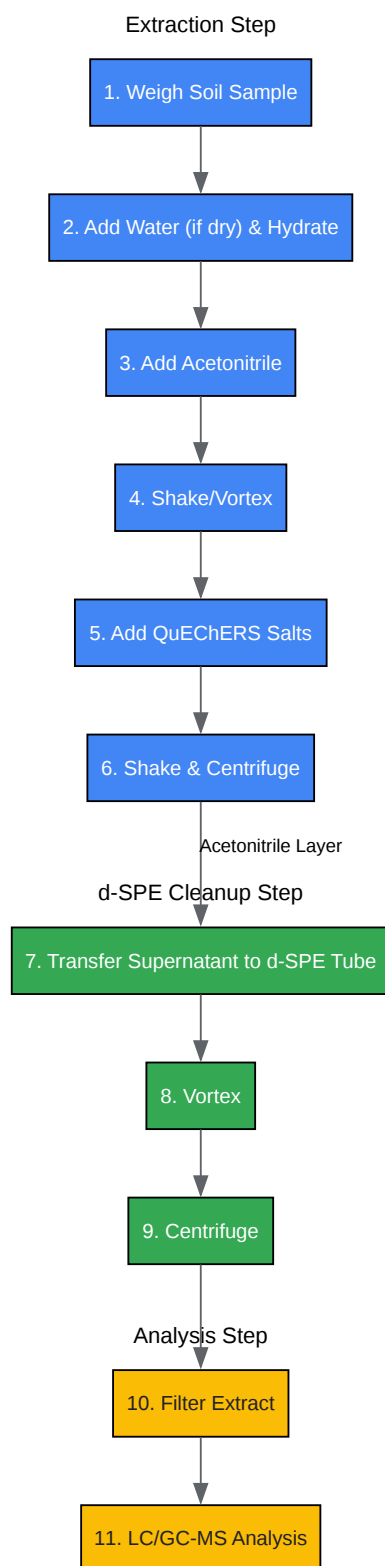 Extraction Step
1. Weigh Soil Sample
2. Add Water (if dry) & Hydrate
3. Add Acetonitrile
4. Shake/Vortex
5. Add QuEChERS Salts
6. Shake & Centrifuge
Acetonitrile Layer
d-SPE Cleanup Step
7. Transfer Supernatant to d-SPE Tube
8. Vortex
9. Centrifuge
Analysis Step
10. Filter Extract
11. LC/GC-MS Analysis